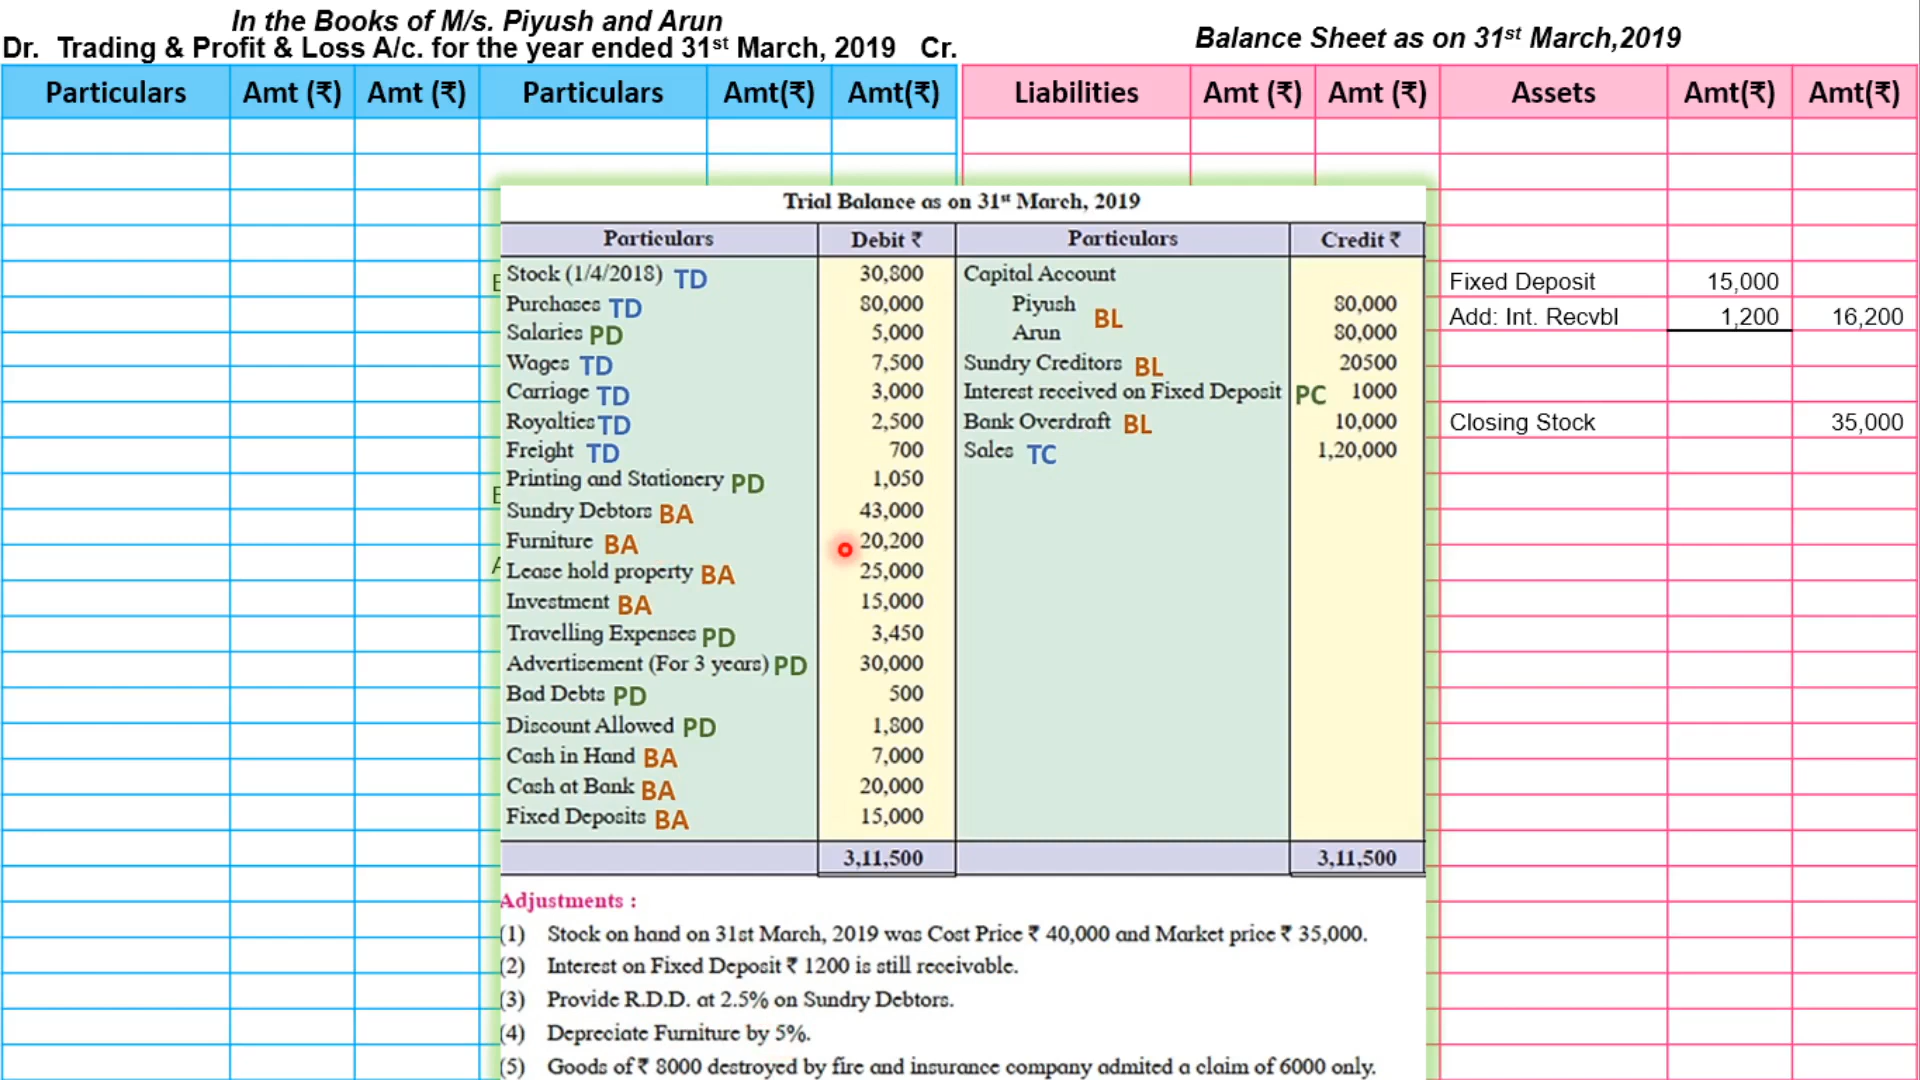 In the Books of M/s. Piyush and Arun
Dr. Trading & Profit & Loss A/c. for the year ended 31st March, 2019 Cr.
Particulars Amt (₹) Amt (₹) Particulars Amt(₹) Amt(₹)
Balance Sheet as on 31st March,2019
Liabilities Amt (₹) Amt (₹) Assets Amt(₹) Amt(₹)
Trial Balance as on 31st March, 2019
Particulars Debit ₹ Particulars Credit ₹
Stock (1/4/2018) TD 30,800 Capital Account
Purchases TD 80,000 Piyush BL 80,000
Salaries PD 5,000 Arun 80,000
Wages TD 7,500 Sundry Creditors BL 20500
Carriage TD 3,000 Interest received on Fixed Deposit PC 1000
Royalties TD 2,500 Bank Overdraft BL 10,000
Freight TD 700 Sales TC 1,20,000
Printing and Stationery PD 1,050
Sundry Debtors BA 43,000
Furniture BA 20,200
Lease hold property BA 25,000
Investment BA 15,000
Travelling Expenses PD 3,450
Advertisement (For 3 years) PD 30,000
Bad Debts PD 500
Discount Allowed PD 1,800
Cash in Hand BA 7,000
Cash at Bank BA 20,000
Fixed Deposits BA 15,000
3,11,500 3,11,500
Adjustments :
(1) Stock on hand on 31st March, 2019 was Cost Price ₹ 40,000 and Market price ₹ 35,000.
(2) Interest on Fixed Deposit ₹ 1200 is still receivable.
(3) Provide R.D.D. at 2.5% on Sundry Debtors.
(4) Depreciate Furniture by 5%.
(5) Goods of ₹ 8000 destroyed by fire and insurance company admitted a claim of 6000 only.
Fixed Deposit 15,000
Add: Int. Recvbl 1,200 16,200
Closing Stock 35,000